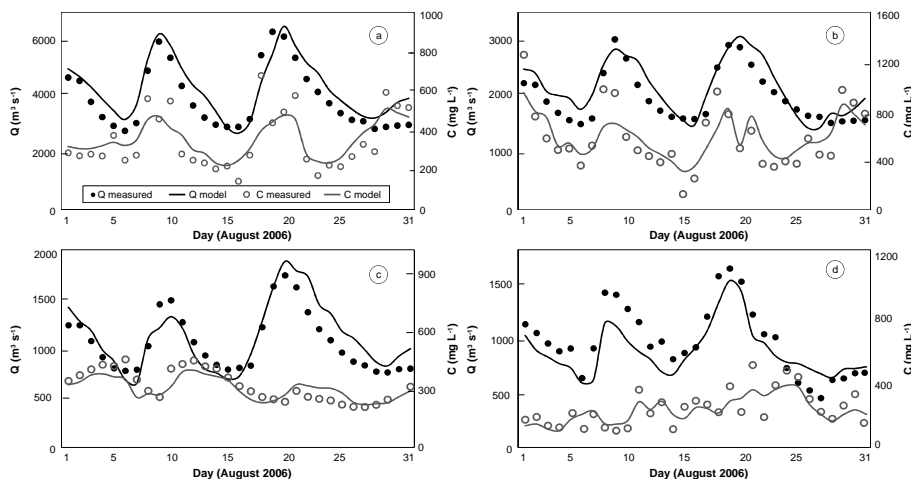 a
Q (m³ s⁻¹)
6000
4000
2000
0
C (mg L⁻¹)
1000
800
600
400
200
0
Q measured Q model C measured C model
1 5 10 15 20 25 31
Day (August 2006)
b
Q (m³ s⁻¹)
3000
2000
1000
0
C (mg L⁻¹)
1600
1200
800
400
0
1 5 10 15 20 25 31
Day (August 2006)
c
Q (m³ s⁻¹)
2000
1500
1000
500
0
C (mg L⁻¹)
900
600
300
0
1 5 10 15 20 25 31
Day (August 2006)
d
Q (m³ s⁻¹)
1500
1000
500
0
C (mg L⁻¹)
1200
800
400
0
1 5 10 15 20 25 31
Day (August 2006)